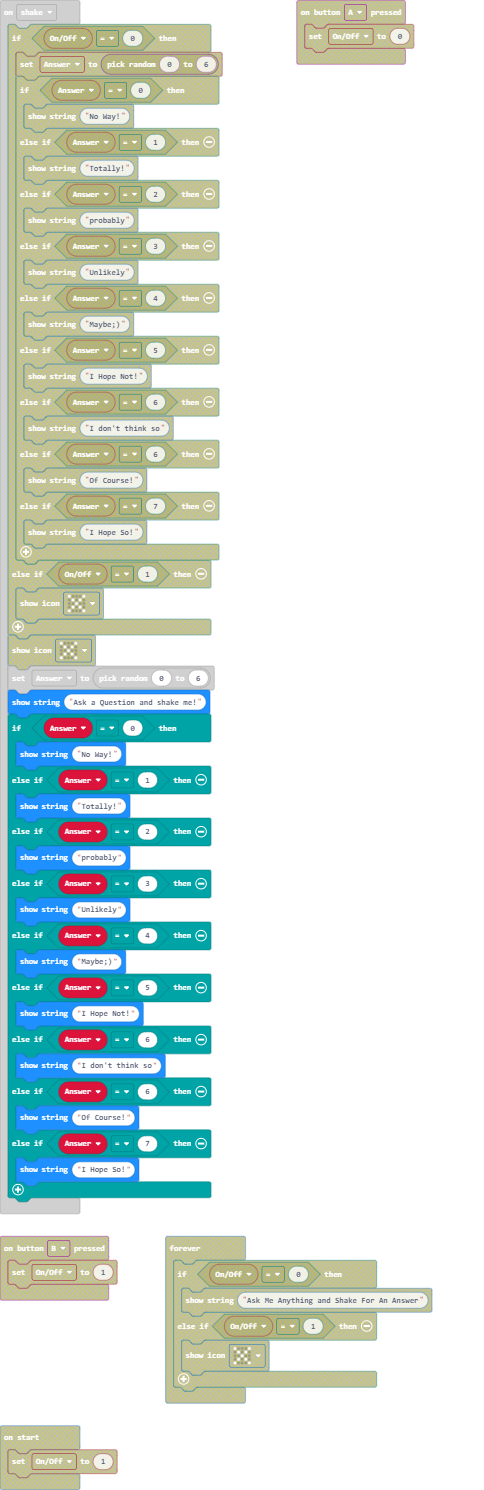 on shake
if On/Off = 0 then
set Answer to pick random 0 to 6
if Answer = 0 then
show string "No Way!"
else if Answer = 1 then
show string "Totally!"
else if Answer = 2 then
show string "probably"
else if Answer = 3 then
show string "Unlikely"
else if Answer = 4 then
show string "Maybe;)"
else if Answer = 5 then
show string "I Hope Not!"
else if Answer = 6 then
show string "I don't think so"
else if Answer = 6 then
show string "Of Course!"
else if Answer = 7 then
show string "I Hope So!"
else if On/Off = 1 then
show icon
show icon
set Answer to pick random 0 to 6
show string "Ask a Question and shake me!"
if Answer = 0 then
show string "No Way!"
else if Answer = 1 then
show string "Totally!"
else if Answer = 2 then
show string "probably"
else if Answer = 3 then
show string "Unlikely"
else if Answer = 4 then
show string "Maybe;)"
else if Answer = 5 then
show string "I Hope Not!"
else if Answer = 6 then
show string "I don't think so"
else if Answer = 6 then
show string "Of Course!"
else if Answer = 7 then
show string "I Hope So!"
on button A pressed
set On/Off to 0
on button B pressed
set On/Off to 1
forever
if On/Off = 0 then
show string "Ask Me Anything and Shake For An Answer"
else if On/Off = 1 then
show icon
on start
set On/Off to 1